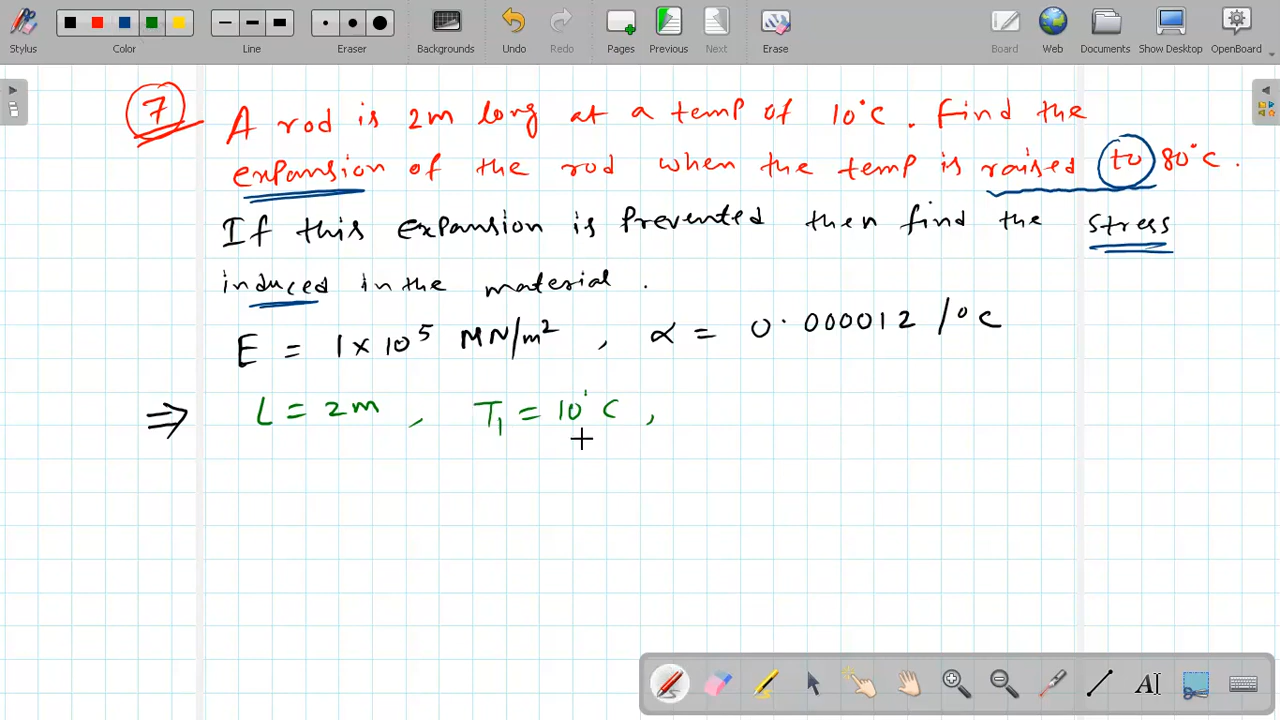 Stylus Color Line Eraser Backgrounds Undo Redo Pages Previous Next Erase Board Web Documents Show Desktop OpenBoard
7 A rod is 2m long at a temp of 10°C. Find the
expansion of the rod when the temp is raised to 80°C.
If this expansion is Prevented then find the stress
induced in the material.
E = 1×10⁵ MN/m², α = 0.000012 /°C
⇒ L = 2m, T₁ = 10°C,